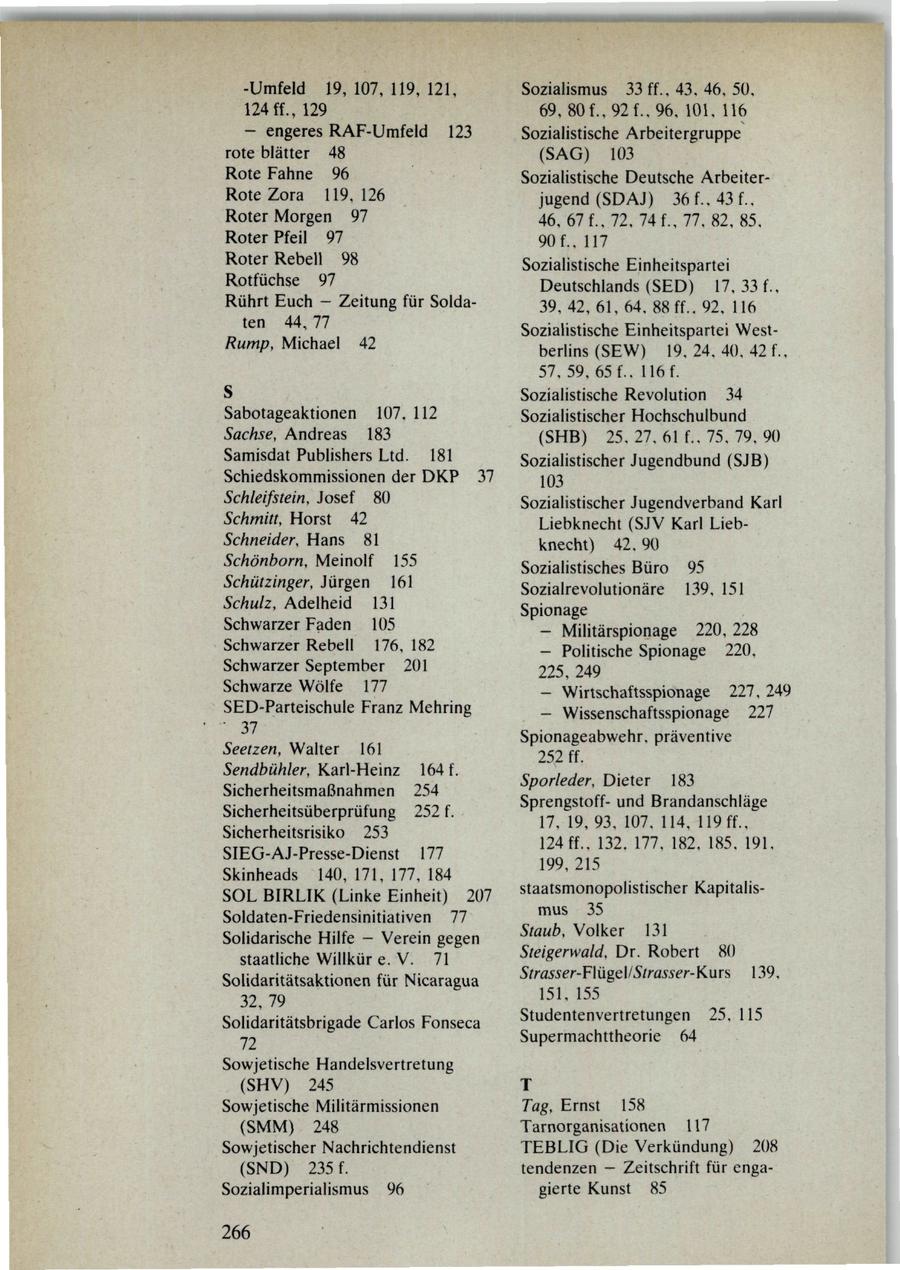 -Umfeld 19, 107, 119, 121,
124 ff., 129
– engeres RAF-Umfeld 123
rote blätter 48
Rote Fahne 96
Rote Zora 119, 126
Roter Morgen 97
Roter Pfeil 97
Roter Rebell 98
Rotfüchse 97
Rührt Euch – Zeitung für Solda-
ten 44, 77
Rump, Michael 42
S
Sabotageaktionen 107, 112
Sachse, Andreas 183
Samisdat Publishers Ltd. 181
Schiedskommissionen der DKP 37
Schleifstein, Josef 80
Schmitt, Horst 42
Schneider, Hans 81
Schönborn, Meinolf 155
Schützinger, Jürgen 161
Schulz, Adelheid 131
Schwarzer Faden 105
Schwarzer Rebell 176, 182
Schwarzer September 201
Schwarze Wölfe 177
SED-Parteischule Franz Mehring
37
Seetzen, Walter 161
Sendbühler, Karl-Heinz 164 f.
Sicherheitsmaßnahmen 254
Sicherheitsüberprüfung 252 f.
Sicherheitsrisiko 253
SIEG-AJ-Presse-Dienst 177
Skinheads 140, 171, 177, 184
SOL BIRLIK (Linke Einheit) 207
Soldaten-Friedensinitiativen 77
Solidarische Hilfe – Verein gegen
staatliche Willkür e. V. 71
Solidaritätsaktionen für Nicaragua
32, 79
Solidaritätsbrigade Carlos Fonseca
72
Sowjetische Handelsvertretung
(SHV) 245
Sowjetische Militärmissionen
(SMM) 248
Sowjetischer Nachrichtendienst
(SND) 235 f.
Sozialimperialismus 96
Sozialismus 33 ff., 43, 46, 50,
69, 80 f., 92 f., 96, 101, 116
Sozialistische Arbeitergruppe
(SAG) 103
Sozialistische Deutsche Arbeiter-
jugend (SDAJ) 36 f., 43 f.,
46, 67 f., 72, 74 f., 77, 82, 85,
90 f., 117
Sozialistische Einheitspartei
Deutschlands (SED) 17, 33 f.,
39, 42, 61, 64, 88 ff., 92, 116
Sozialistische Einheitspartei West-
berlins (SEW) 19, 24, 40, 42 f.,
57, 59, 65 f., 116 f.
Sozialistische Revolution 34
Sozialistischer Hochschulbund
(SHB) 25, 27, 61 f., 75, 79, 90
Sozialistischer Jugendbund (SJB)
103
Sozialistischer Jugendverband Karl
Liebknecht (SJV Karl Lieb-
knecht) 42, 90
Sozialistisches Büro 95
Sozialrevolutionäre 139, 151
Spionage
– Militärspionage 220, 228
– Politische Spionage 220,
225, 249
– Wirtschaftsspionage 227, 249
– Wissenschaftsspionage 227
Spionageabwehr, präventive
252 ff.
Sporleder, Dieter 183
Sprengstoff- und Brandanschläge
17, 19, 93, 107, 114, 119 ff.,
124 ff., 132, 177, 182, 185, 191,
199, 215
staatsmonopolistischer Kapitalis-
mus 35
Staub, Volker 131
Steigerwald, Dr. Robert 80
Strasser-Flügel/Strasser-Kurs 139,
151, 155
Studentenvertretungen 25, 115
Supermachttheorie 64
T
Tag, Ernst 158
Tarnorganisationen 117
TEBLIG (Die Verkündung) 208
tendenzen – Zeitschrift für enga-
gierte Kunst 85
266